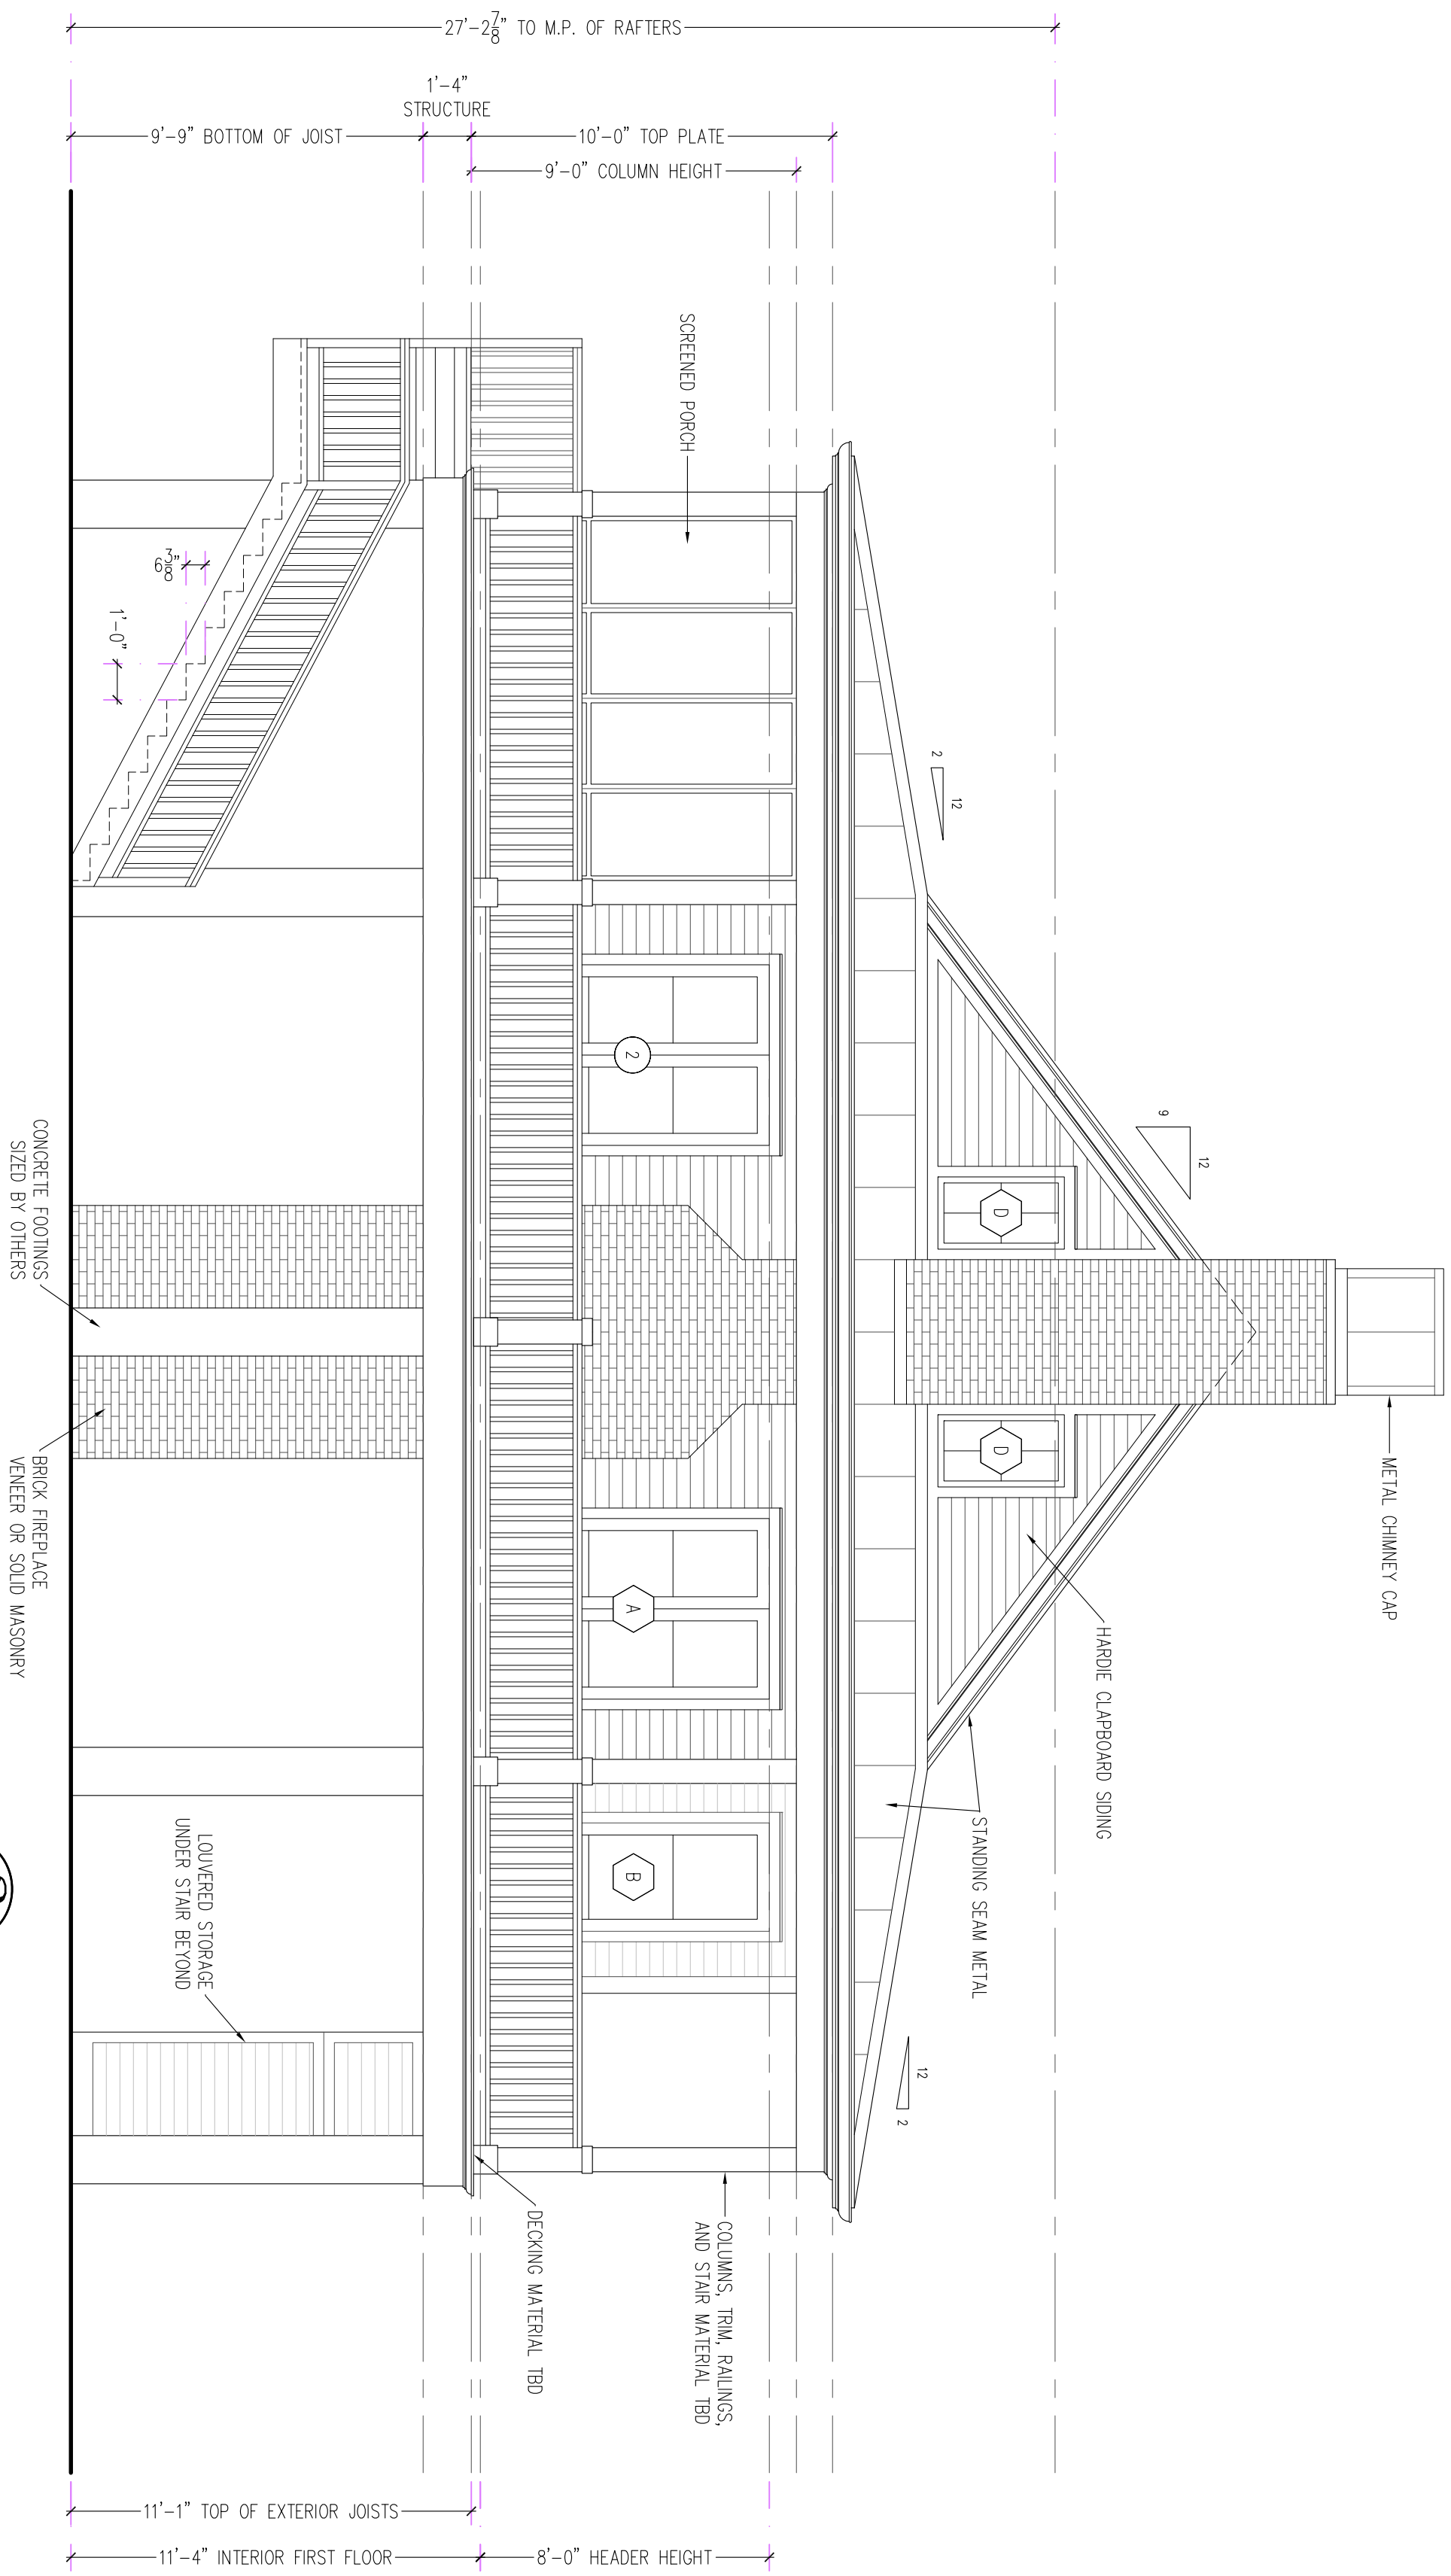 27'-2 7/8" TO M.P. OF RAFTERS
1'-4"
STRUCTURE
9'-9" BOTTOM OF JOIST
10'-0" TOP PLATE
9'-0" COLUMN HEIGHT
METAL CHIMNEY CAP
9
12
HARDIE CLAPBOARD SIDING
D
D
2
12
STANDING SEAM METAL
12
2
SCREENED PORCH
2
A
B
COLUMNS, TRIM, RAILINGS,
AND STAIR MATERIAL TBD
DECKING MATERIAL TBD
6 3/8"
1'-0"
LOUVERED STORAGE
UNDER STAIR BEYOND
CONCRETE FOOTINGS
SIZED BY OTHERS
BRICK FIREPLACE
VENEER OR SOLID MASONRY
11'-1" TOP OF EXTERIOR JOISTS
11'-4" INTERIOR FIRST FLOOR
8'-0" HEADER HEIGHT